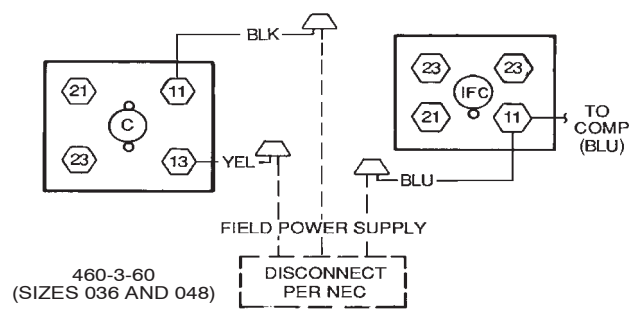 BLK
21
11
C
23
13
YEL
23
23
IFC
21
11
TO
COMP
(BLU)
BLU
FIELD POWER SUPPLY
DISCONNECT
PER NEC
460-3-60
(SIZES 036 AND 048)